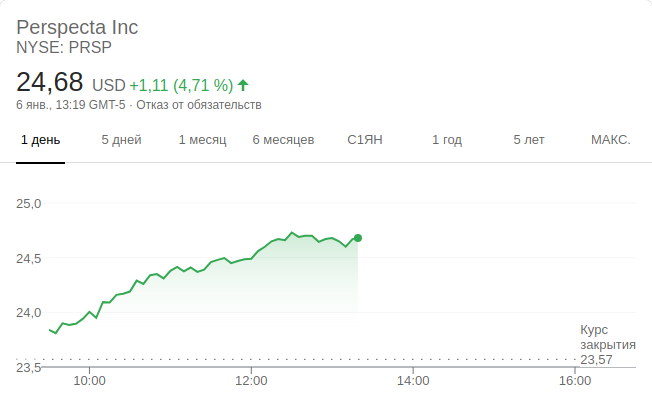 Perspecta Inc
NYSE: PRSP
24,68 USD +1,11 (4,71 %)
6 янв., 13:19 GMT-5 · Отказ от обязательств
1 день 5 дней 1 месяц 6 месяцев С1ЯН 1 год 5 лет МАКС.
25,0
24,5
24,0
Курс
закрытия
23,57
23,5
10:00 12:00 14:00 16:00